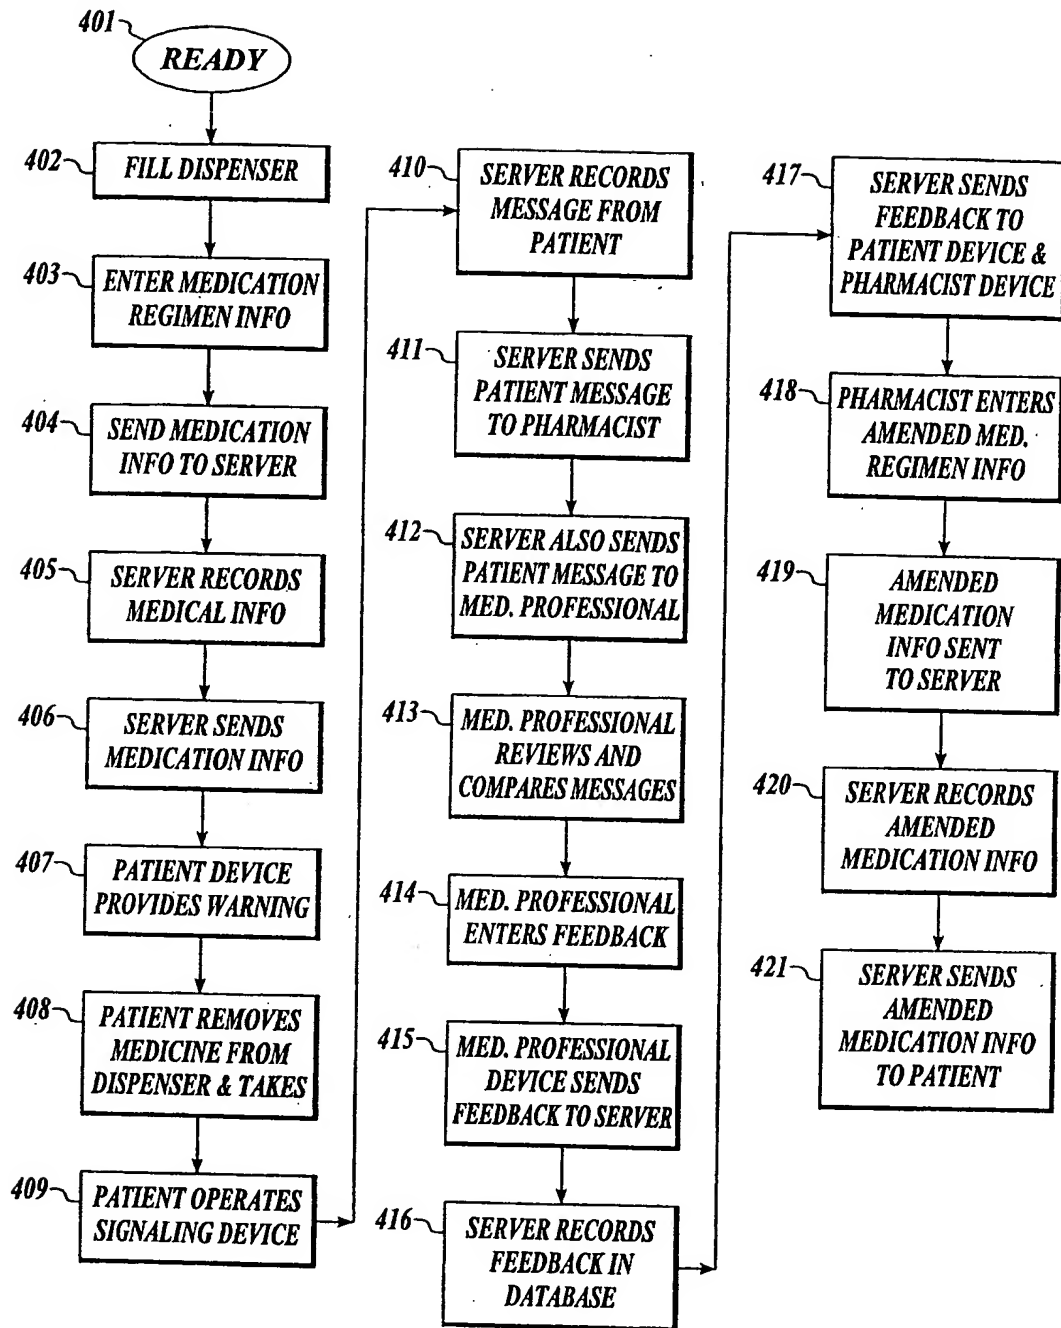 401
READY
402
FILL DISPENSER
403
ENTER MEDICATION
REGIMEN INFO
404
SEND MEDICATION
INFO TO SERVER
405
SERVER RECORDS
MEDICAL INFO
406
SERVER SENDS
MEDICATION INFO
407
PATIENT DEVICE
PROVIDES WARNING
408
PATIENT REMOVES
MEDICINE FROM
DISPENSER & TAKES
409
PATIENT OPERATES
SIGNALING DEVICE
410
SERVER RECORDS
MESSAGE FROM
PATIENT
411
SERVER SENDS
PATIENT MESSAGE
TO PHARMACIST
412
SERVER ALSO SENDS
PATIENT MESSAGE TO
MED. PROFESSIONAL
413
MED. PROFESSIONAL
REVIEWS AND
COMPARES MESSAGES
414
MED. PROFESSIONAL
ENTERS FEEDBACK
415
MED. PROFESSIONAL
DEVICE SENDS
FEEDBACK TO SERVER
416
SERVER RECORDS
FEEDBACK IN
DATABASE
417
SERVER SENDS
FEEDBACK TO
PATIENT DEVICE &
PHARMACIST DEVICE
418
PHARMACIST ENTERS
AMENDED MED.
REGIMEN INFO
419
AMENDED
MEDICATION
INFO SENT
TO SERVER
420
SERVER RECORDS
AMENDED
MEDICATION INFO
421
SERVER SENDS
AMENDED
MEDICATION INFO
TO PATIENT